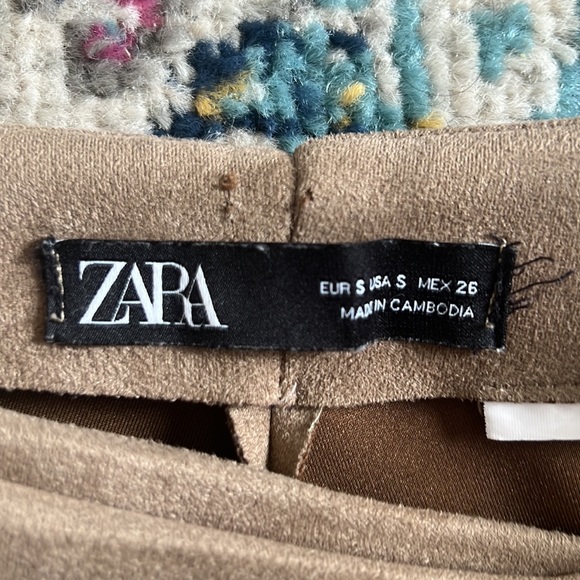 ZARA
EUR S USA S MEX 26
MADE IN CAMBODIA